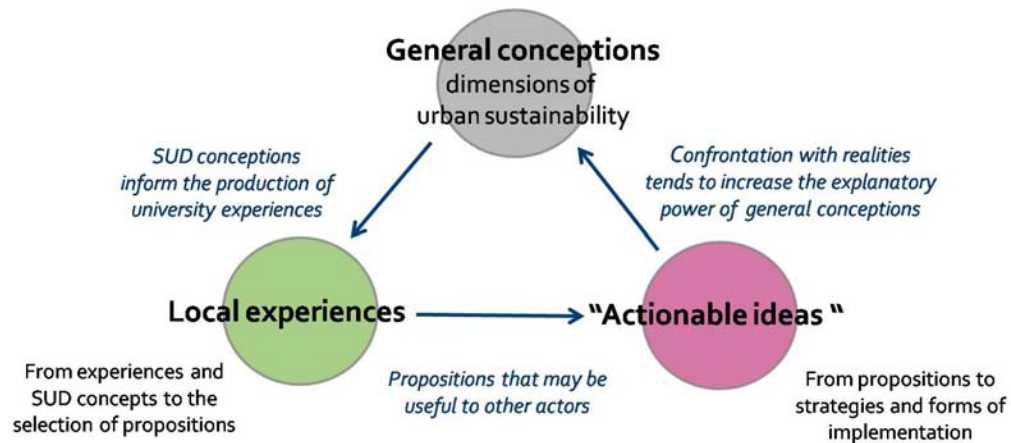 General conceptions
dimensions of
urban sustainability
SUD conceptions
inform the production of
university experiences
Confrontation with realities
tends to increase the explanatory
power of general conceptions
Local experiences
"Actionable ideas "
From experiences and
SUD concepts to the
selection of propositions
Propositions that may be
useful to other actors
From propositions to
strategies and forms of
implementation